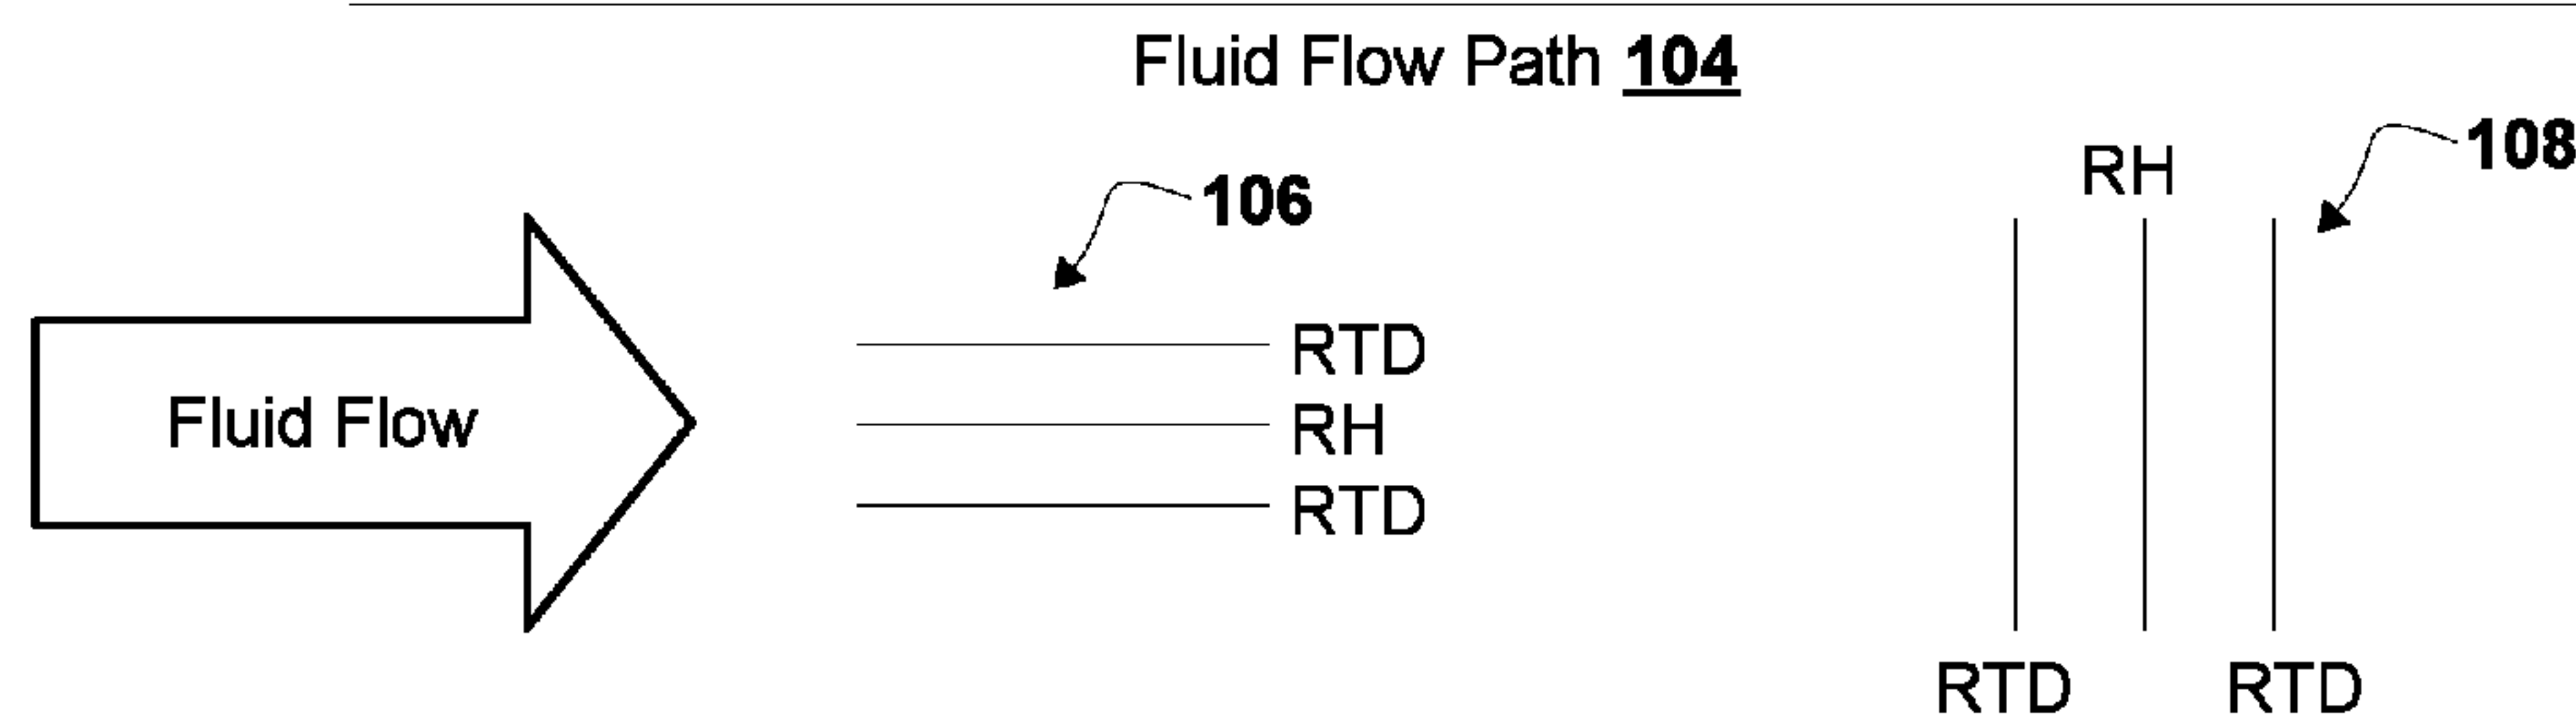 Fluid Flow Path 104
108
RH
106
RTD
Fluid Flow
RH
RTD
RTD
RTD